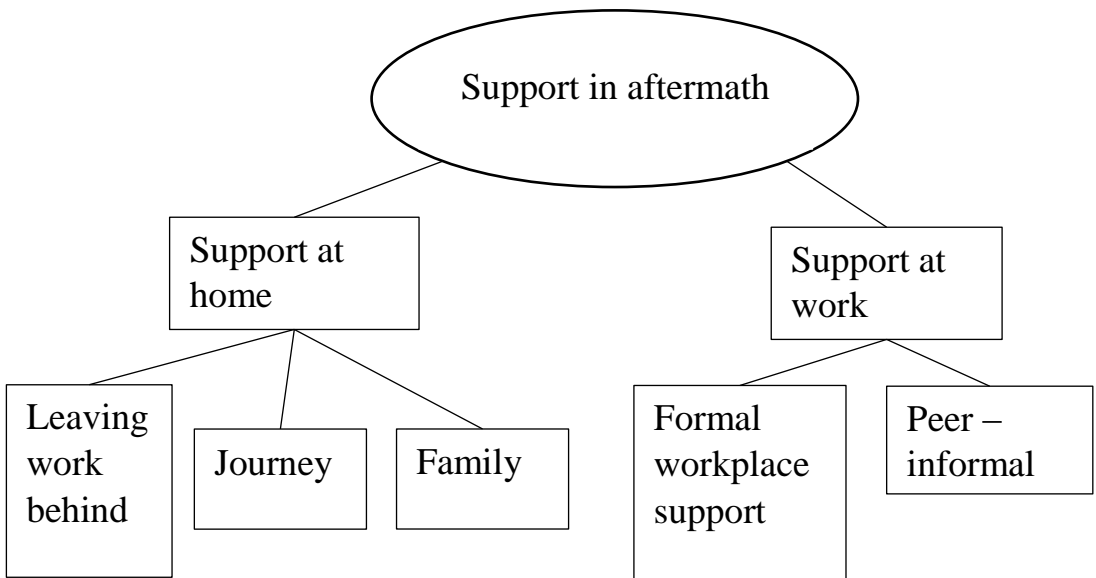 Support in aftermath
Support at
home
Support at
work
Leaving
work
behind
Journey
Family
Formal
workplace
support
Peer –
informal